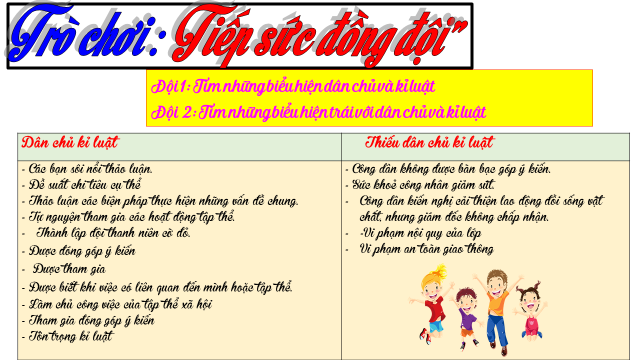 Trò chơi: Tiếp sức đồng đội”
Đội 1: Tìm những biểu hiện dân chủ và kỉ luật
Đội 2: Tìm những biểu hiện trái với dân chủ và kỉ luật
Dân chủ kỉ luật
- Các bạn sôi nổi thảo luận.
- Đề suất chỉ tiêu cụ thể
- Thảo luận các biện pháp thực hiện những vấn đề chung.
- Tự nguyện tham gia các hoạt động tập thể.
- Thành lập đội thanh niên cờ đỏ.
- Được đóng góp ý kiến
- Được tham gia
- Được biết khi việc có liên quan đến mình hoặc tập thể.
- Làm chủ công việc của tập thể xã hội
- Tham gia đóng góp ý kiến
- Tôn trọng kỉ luật
Thiếu dân chủ kỉ luật
- Công dân không được bàn bạc góp ý kiến.
- Sức khoẻ công nhân giảm sút.
- Công dân kiến nghị cải thiện lao động đời sống vật
chất, nhưng giám đốc không chấp nhận.
- -Vi phạm nội quy của lớp
- Vi phạm an toàn giao thông